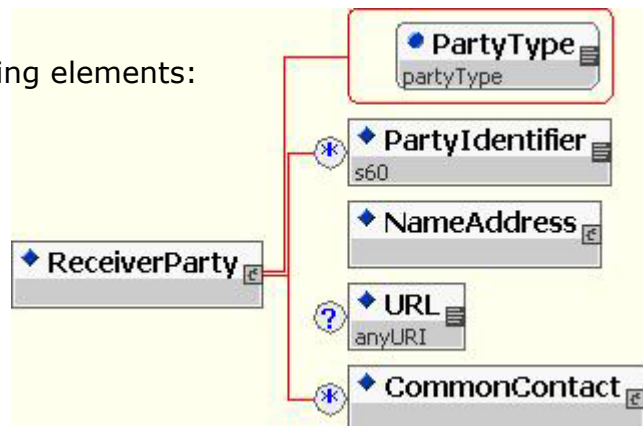 PartyType
partyType
ing elements:
PartyIdentifier
s60
NameAddress
ReceiverParty
URL
anyURI
CommonContact